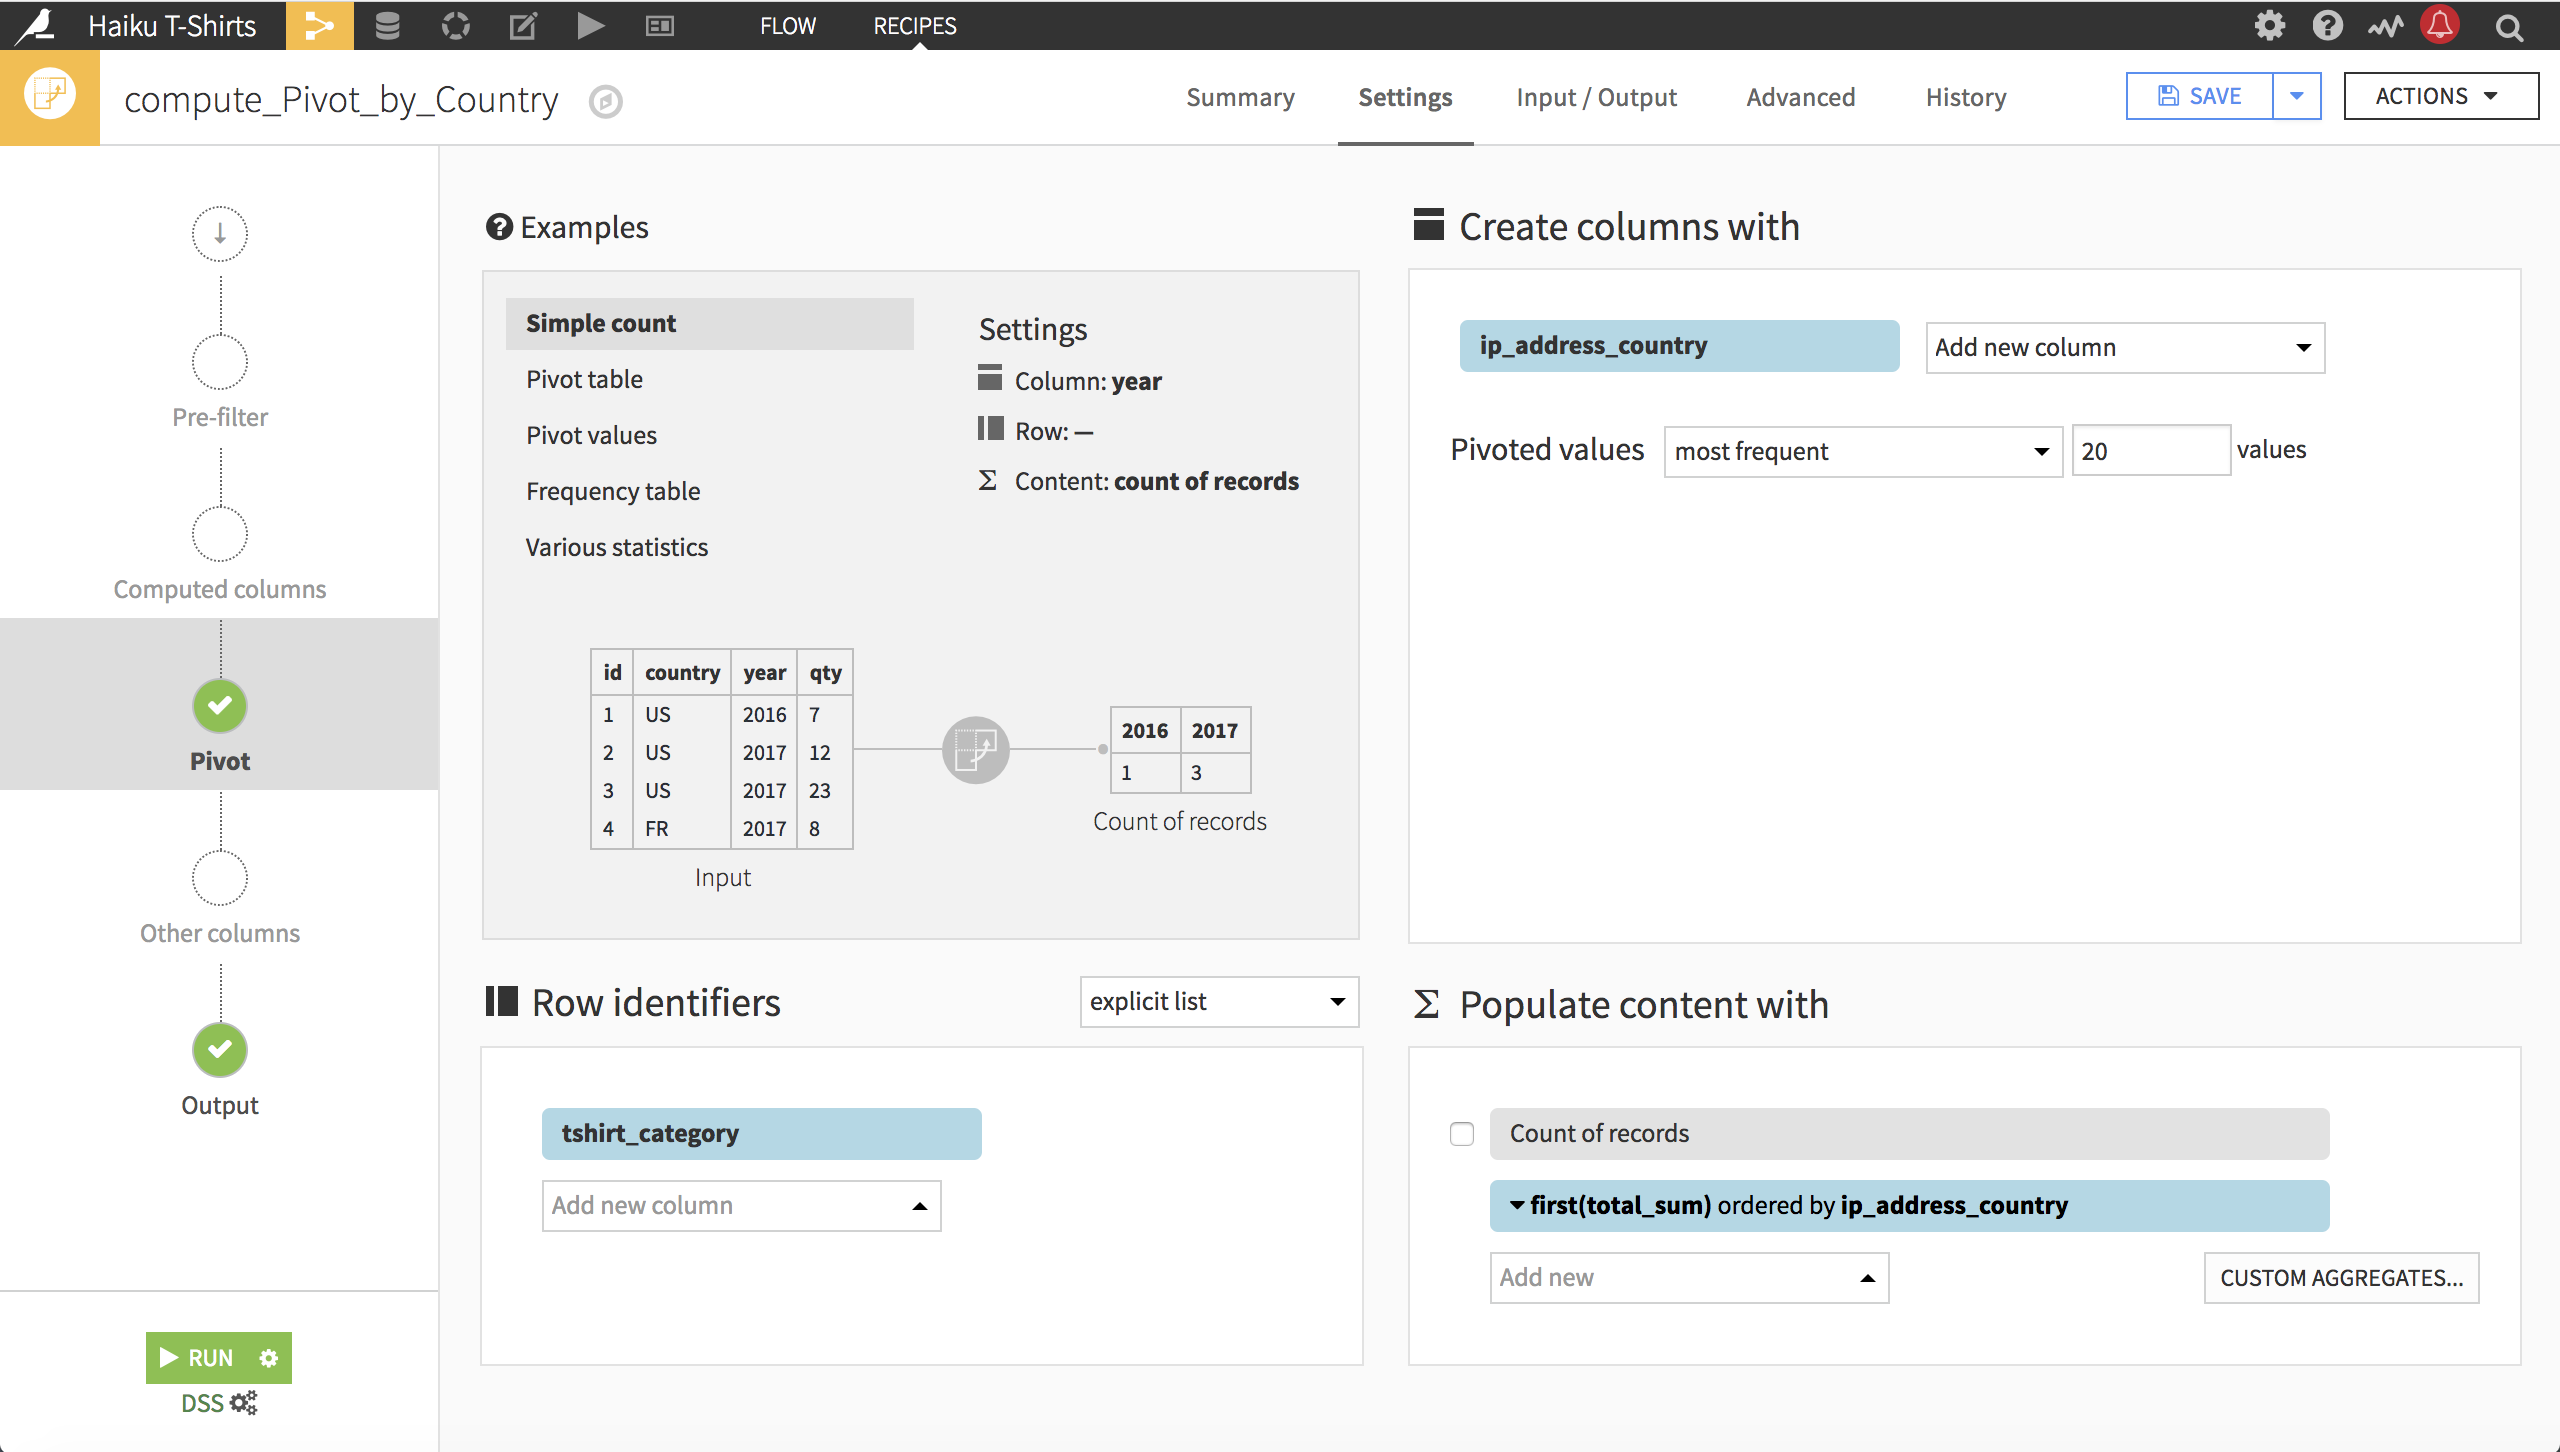 Haiku T-Shirts
FLOW
RECIPES
compute_Pivot_by_Country
Summary
Settings
Input / Output
Advanced
History
SAVE
ACTIONS
Pre-filter
Computed columns
Pivot
Other columns
Output
RUN
DSS
Examples
Simple count
Pivot table
Pivot values
Frequency table
Various statistics
Settings
Column: year
Row: —
Σ Content: count of records
id country year qty
1 US 2016 7
2 US 2017 12
3 US 2017 23
4 FR 2017 8
Input
2016 2017
1 3
Count of records
Create columns with
ip_address_country
Add new column
Pivoted values most frequent 20 values
Row identifiers
explicit list
tshirt_category
Add new column
Σ Populate content with
Count of records
first(total_sum) ordered by ip_address_country
Add new
CUSTOM AGGREGATES...